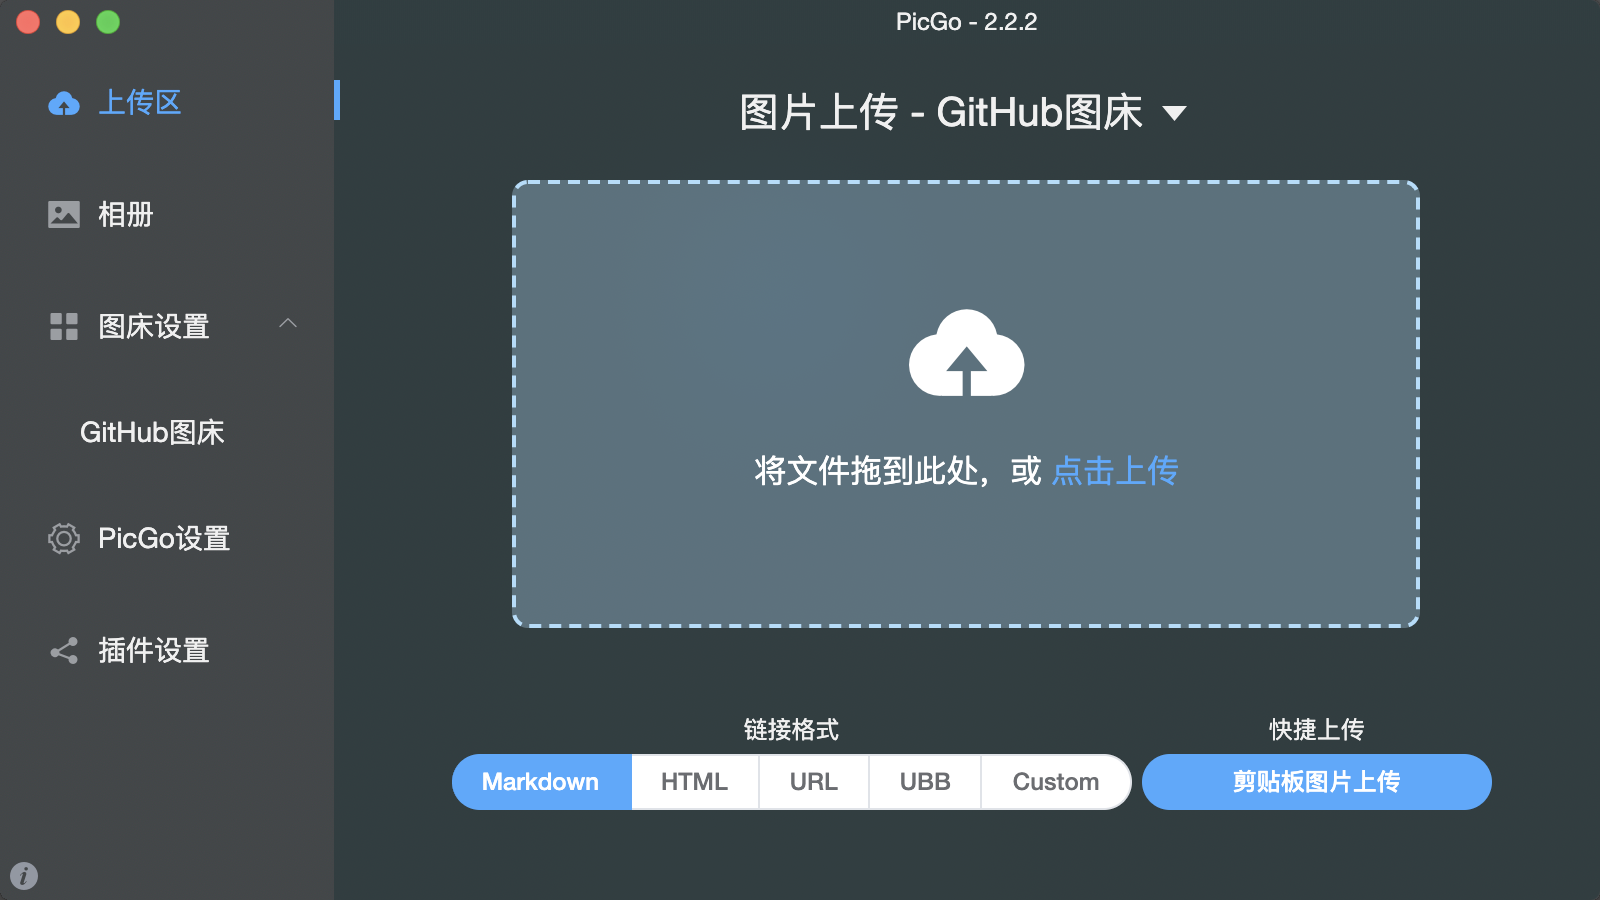 PicGo - 2.2.2
上传区
相册
图床设置
GitHub图床
PicGo设置
插件设置
图片上传 - GitHub图床
将文件拖到此处，或 点击上传
链接格式
Markdown HTML URL UBB Custom
快捷上传
剪贴板图片上传
i